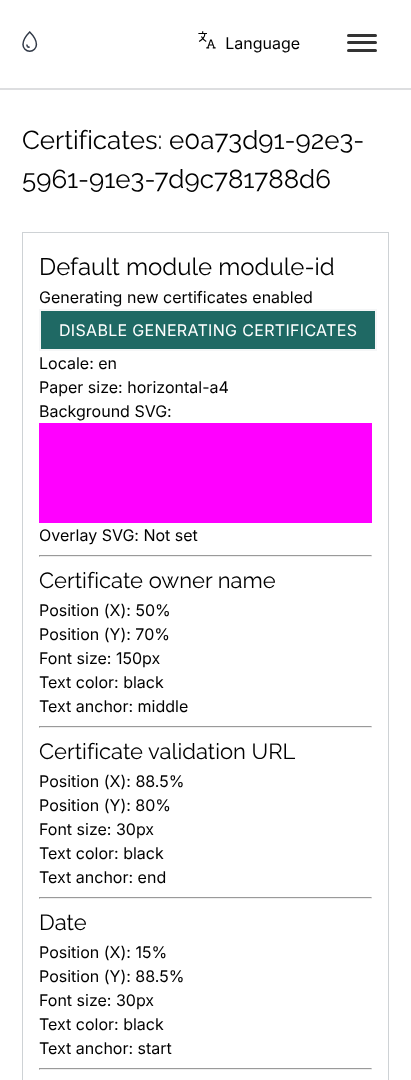 Language
Certificates: e0a73d91-92e3-
5961-91e3-7d9c781788d6
Default module module-id
Generating new certificates enabled
DISABLE GENERATING CERTIFICATES
Locale: en
Paper size: horizontal-a4
Background SVG:
Overlay SVG: Not set
Certificate owner name
Position (X): 50%
Position (Y): 70%
Font size: 150px
Text color: black
Text anchor: middle
Certificate validation URL
Position (X): 88.5%
Position (Y): 80%
Font size: 30px
Text color: black
Text anchor: end
Date
Position (X): 15%
Position (Y): 88.5%
Font size: 30px
Text color: black
Text anchor: start